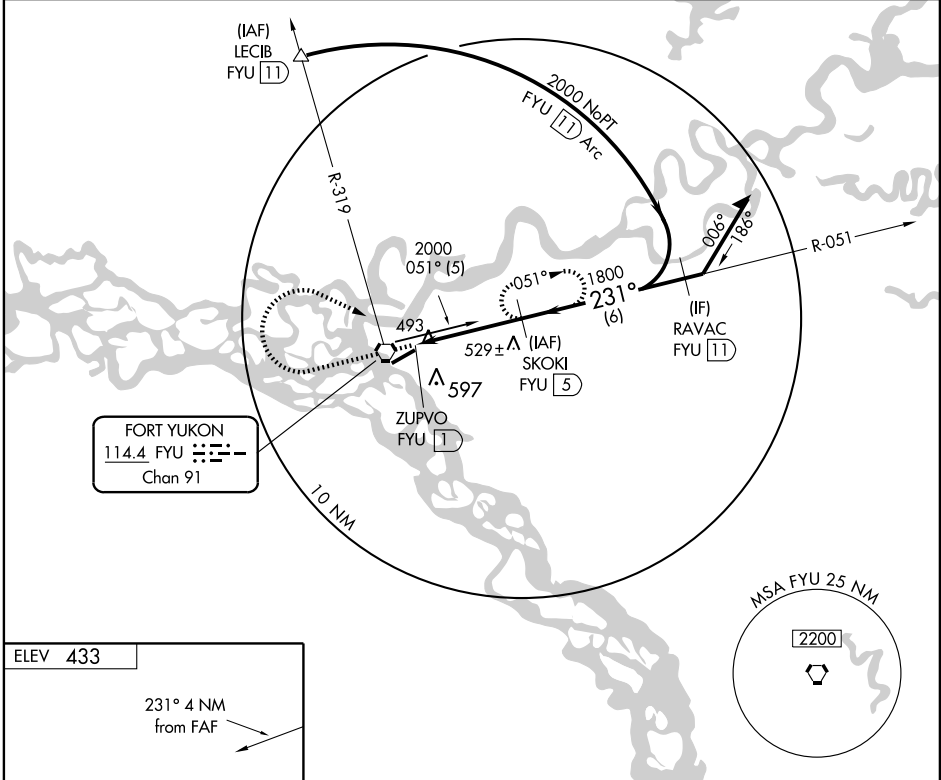 (IAF)
LECIB
FYU 11
2000 NoPT
FYU 11 Arc
R-319
2000
051° (5)
051°
1800
231°
(6)
006°
186°
R-051
(IF)
RAVAC
FYU 11
493
529±
(IAF)
SKOKI
FYU 5
597
ZUPVO
FYU 1
FORT YUKON
114.4 FYU
Chan 91
10 NM
MSA FYU 25 NM
2200
ELEV 433
231° 4 NM
from FAF